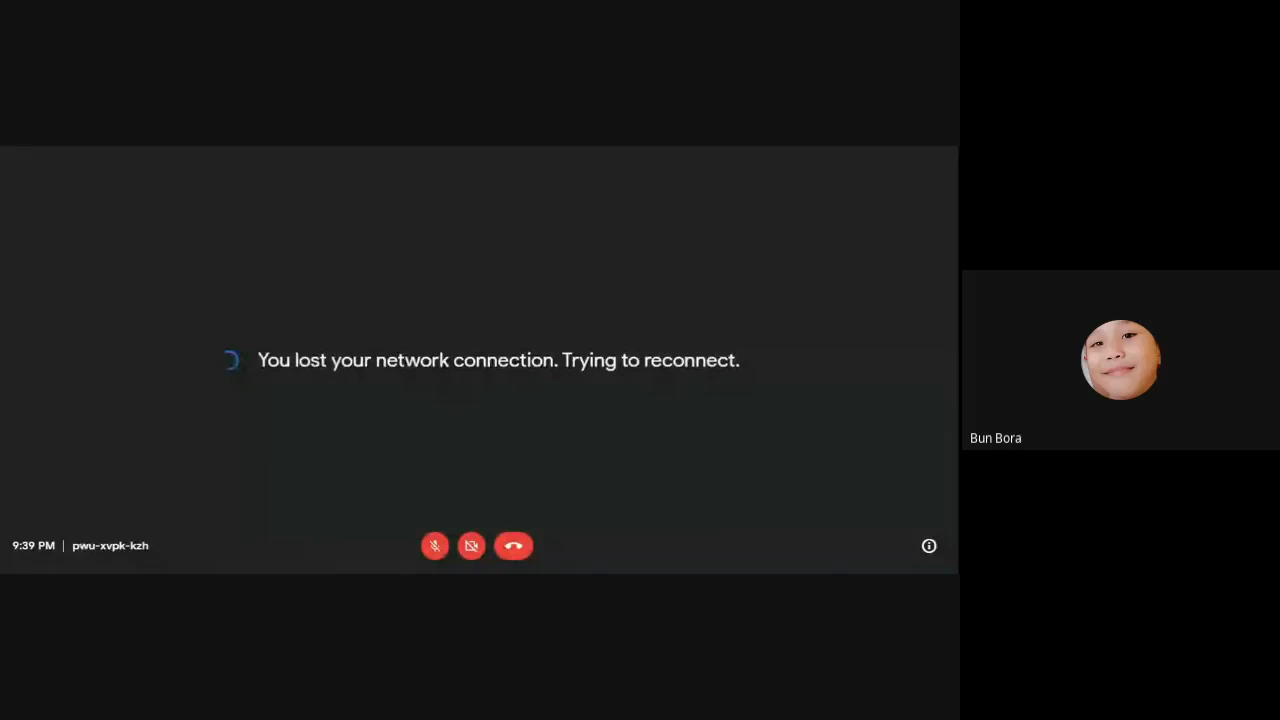 You lost your network connection. Trying to reconnect.
Bun Bora
9:39 PM | pwu-xvpk-kzh